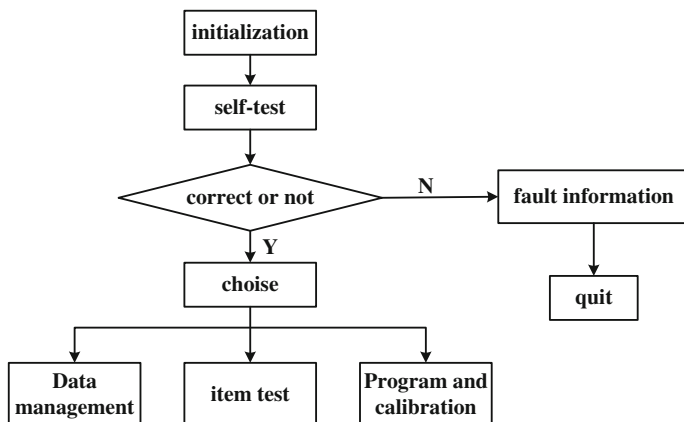 initialization
self-test
correct or not
N
fault information
Y
choise
quit
Data
management
item test
Program and
calibration